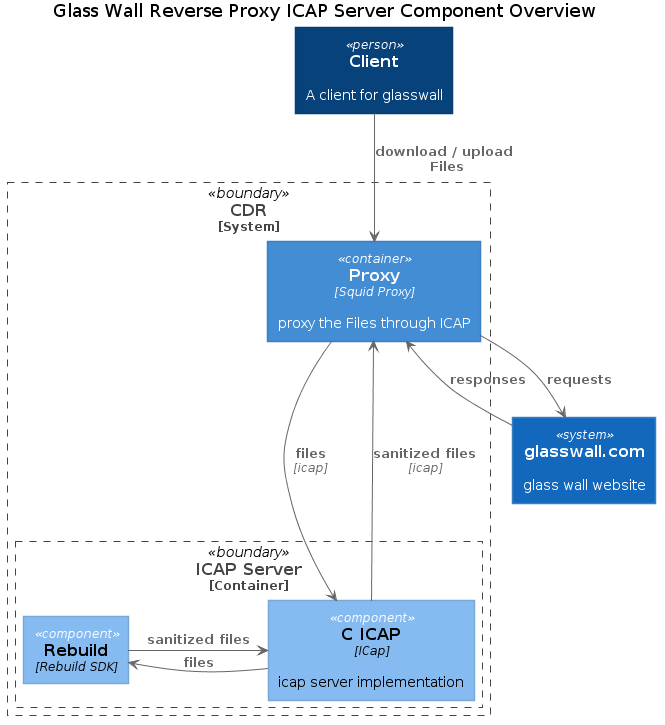 Glass Wall Reverse Proxy ICAP Server Component Overview
«person»
Client
A client for glasswall
download / upload
Files
«boundary»
CDR
[System]
«container»
Proxy
[Squid Proxy]
proxy the Files through ICAP
responses
requests
«system»
glasswall.com
glass wall website
files
[icap]
sanitized files
[icap]
«boundary»
ICAP Server
[Container]
«component»
Rebuild
[Rebuild SDK]
sanitized files
files
«component»
C ICAP
[ICap]
icap server implementation